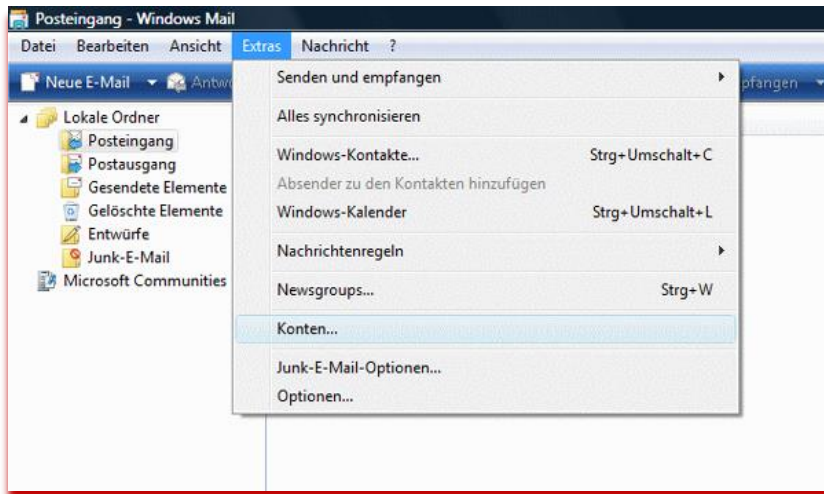 Posteingang - Windows Mail
Datei Bearbeiten Ansicht Extras Nachricht ?
Neue E-Mail
Senden und empfangen
Alles synchronisieren
Windows-Kontakte... Strg+Umschalt+C
Absender zu den Kontakten hinzufügen
Windows-Kalender Strg+Umschalt+L
Nachrichtenregeln
Newsgroups... Strg+W
Konten...
Junk-E-Mail-Optionen...
Optionen...
Lokale Ordner
Posteingang
Postausgang
Gesendete Elemente
Gelöschte Elemente
Entwürfe
Junk-E-Mail
Microsoft Communities